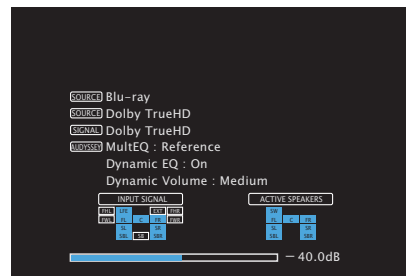 SOURCE Blu-ray
SOURCE Dolby TrueHD
SIGNAL Dolby TrueHD
AUDYSSEY MultEQ : Reference
Dynamic EQ : On
Dynamic Volume : Medium
INPUT SIGNAL ACTIVE SPEAKERS
FHL LFE EXT FHR SW
FWL FL C FR FWR FL C FR
SL SR SL SR
SBL SB SBR SBL SBR
-40.0dB